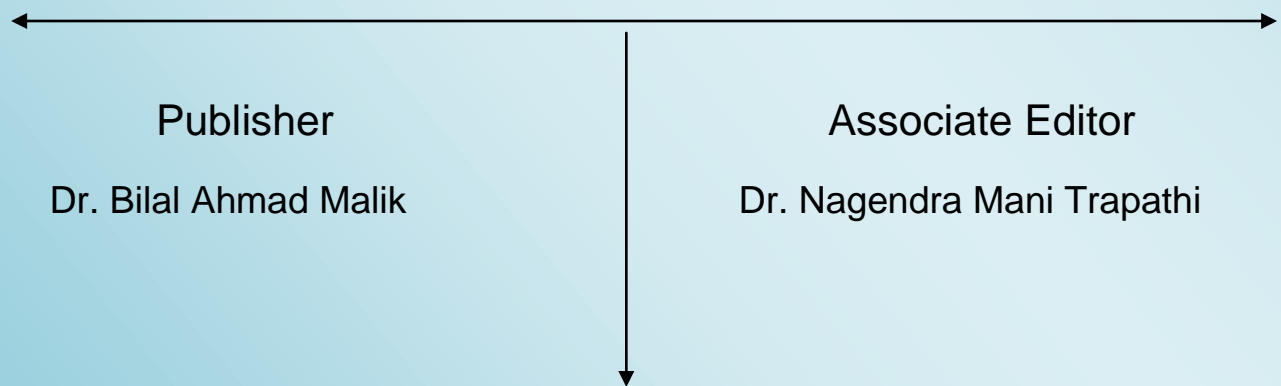 Publisher
Dr. Bilal Ahmad Malik
Associate Editor
Dr. Nagendra Mani Trapathi